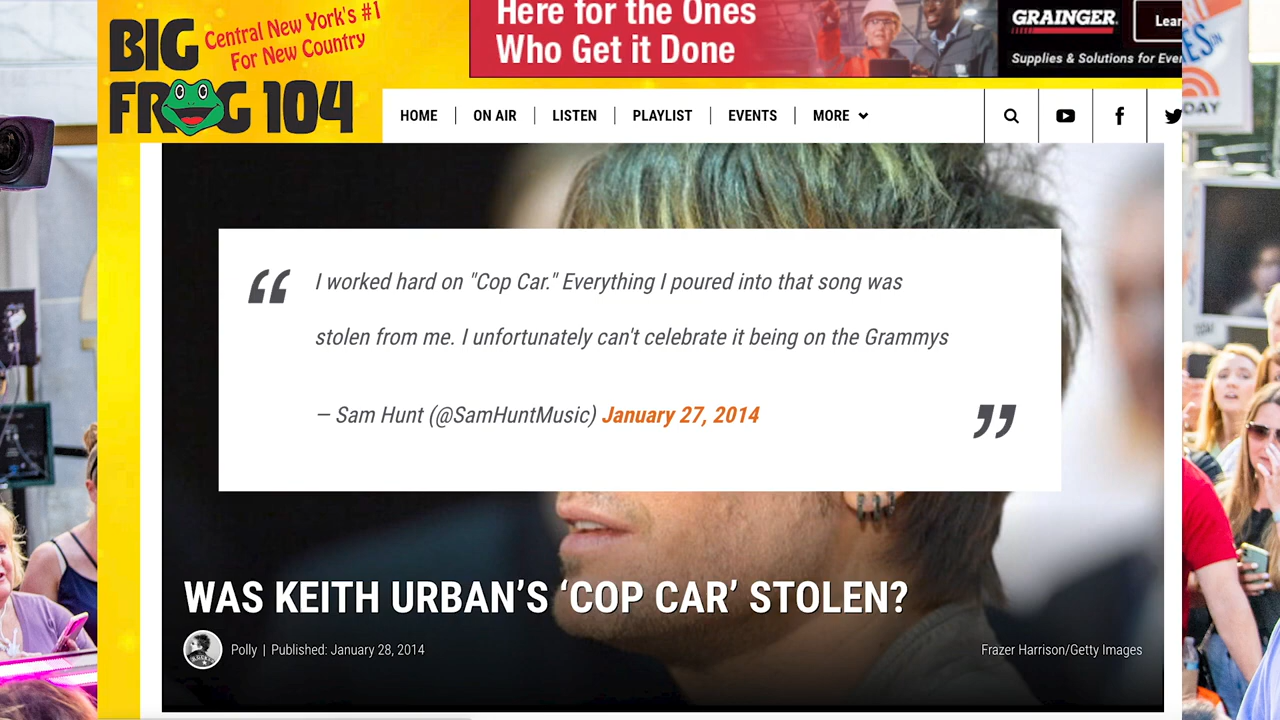 BIG
FROG 104
Central New York's #1
For New Country
Here for the Ones
Who Get it Done
GRAINGER
Lear
Supplies & Solutions for Ever
HOME
ON AIR
LISTEN
PLAYLIST
EVENTS
MORE
DAY
“ I worked hard on "Cop Car." Everything I poured into that song was
stolen from me. I unfortunately can't celebrate it being on the Grammys
— Sam Hunt (@SamHuntMusic) January 27, 2014 ”
WAS KEITH URBAN’S ‘COP CAR’ STOLEN?
Polly | Published: January 28, 2014
Frazer Harrison/Getty Images